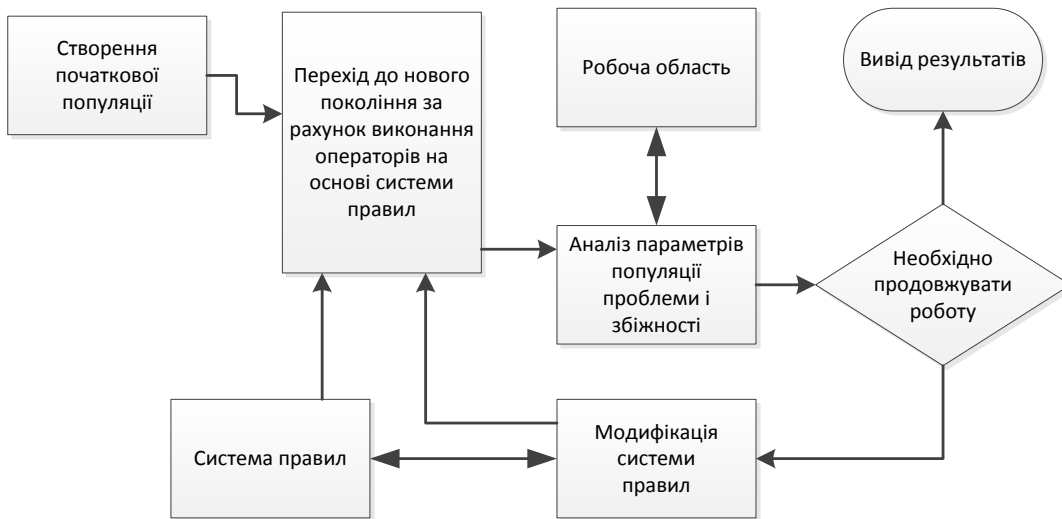 Створення
початкової
популяції
Перехід до нового
покоління за
рахунок виконання
операторів на
основі системи
правил
Робоча область
Вивід результатів
Аналіз параметрів
популяції
проблеми і
збіжності
Необхідно
продовжувати
роботу
Система правил
Модифікація
системи
правил